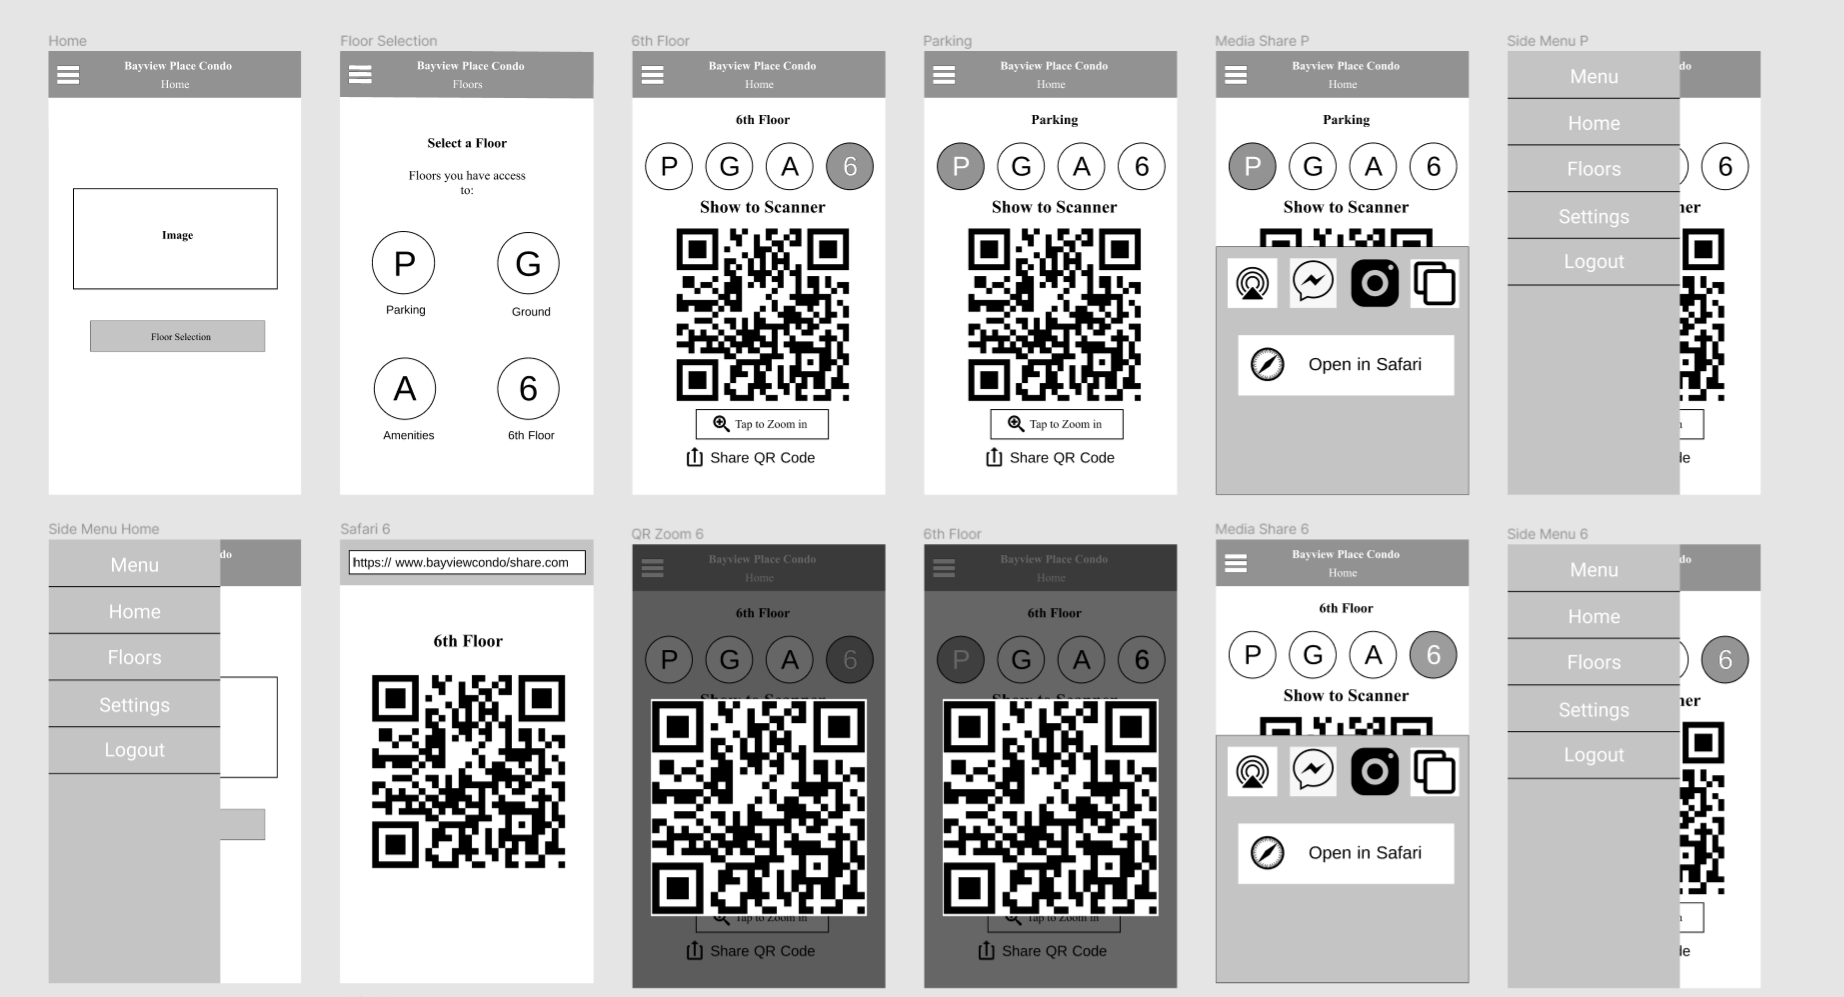 Home
Bayview Place Condo
Home
Image
Floor Selection
Floor Selection
Bayview Place Condo
Floors
Select a Floor
Floors you have access
to:
P
G
Parking
Ground
A
6
Amenities
6th Floor
6th Floor
Bayview Place Condo
Home
6th Floor
P G A 6
Show to Scanner
Tap to Zoom in
Share QR Code
Parking
Bayview Place Condo
Home
Parking
P G A 6
Show to Scanner
Tap to Zoom in
Share QR Code
Media Share P
Bayview Place Condo
Home
Parking
P G A 6
Show to Scanner
Open in Safari
Side Menu P
Menu
do
Home
Floors
6
Settings
ner
Logout
le
Side Menu Home
Menu
do
Home
Floors
Settings
Logout
Safari 6
https:// www.bayviewcondo/share.com
6th Floor
QR Zoom 6
Bayview Place Condo
Home
6th Floor
P G A 6
Show to Scanner
Tap to Zoom in
Share QR Code
6th Floor
Bayview Place Condo
Home
6th Floor
P G A 6
Show to Scanner
Tap to Zoom in
Share QR Code
Media Share 6
Bayview Place Condo
Home
6th Floor
P G A 6
Show to Scanner
Open in Safari
Side Menu 6
Menu
do
Home
Floors
6
Settings
ner
Logout
le